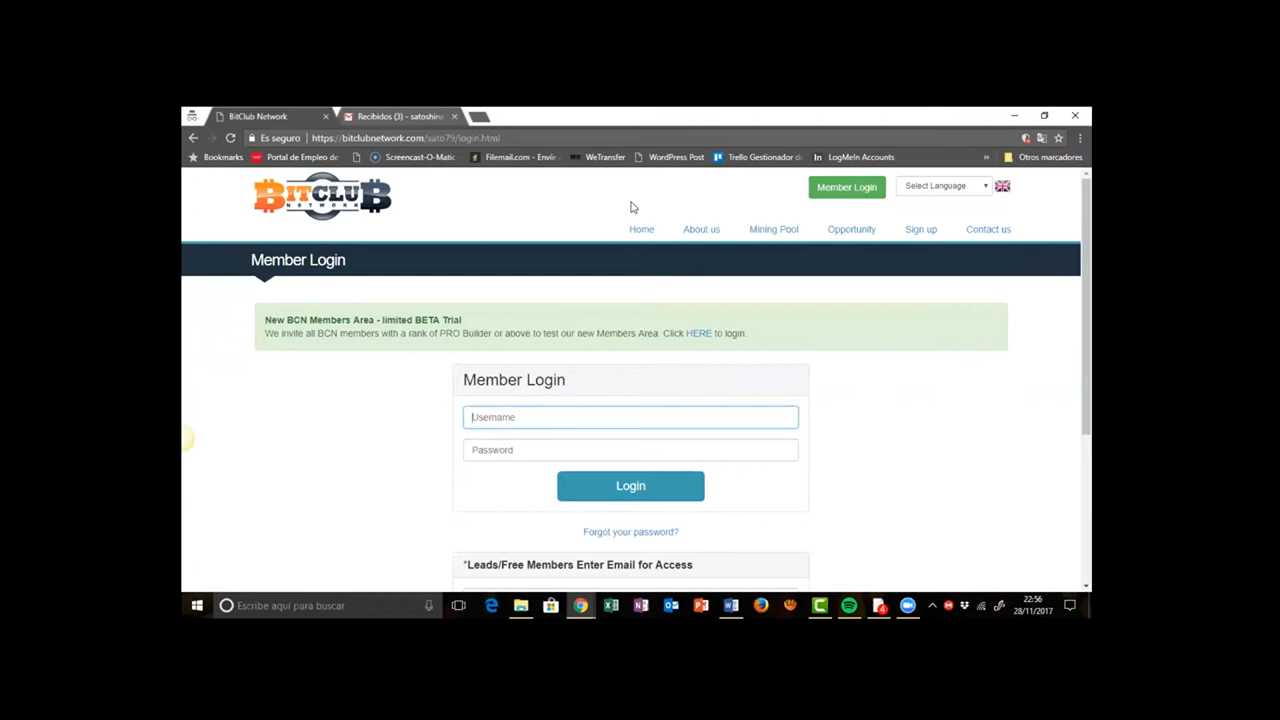 BitClub Network
Recibidos (3) - satoshina
Es seguro
https://bitclubnetwork.com/sato79/login.html
Bookmarks
Portal de Empleo de
Screencast-O-Matic
Filemail.com - Envíe
WeTransfer
WordPress Post
Trello Gestionador de
LogMeIn Accounts
»
Otros marcadores
BITCLUB
NETWORK
Member Login
Select Language
Home
About us
Mining Pool
Opportunity
Sign up
Contact us
Member Login
New BCN Members Area - limited BETA Trial
We invite all BCN members with a rank of PRO Builder or above to test our new Members Area. Click HERE to login.
Member Login
Username
Password
Login
Forgot your password?
*Leads/Free Members Enter Email for Access
Escribe aquí para buscar
22:56
28/11/2017